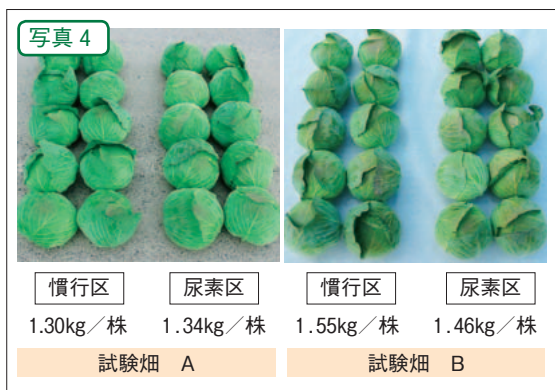 写真 4
慣行区 尿素区 慣行区 尿素区
1.30kg／株 1.34kg／株 1.55kg／株 1.46kg／株
試験畑 A 試験畑 B